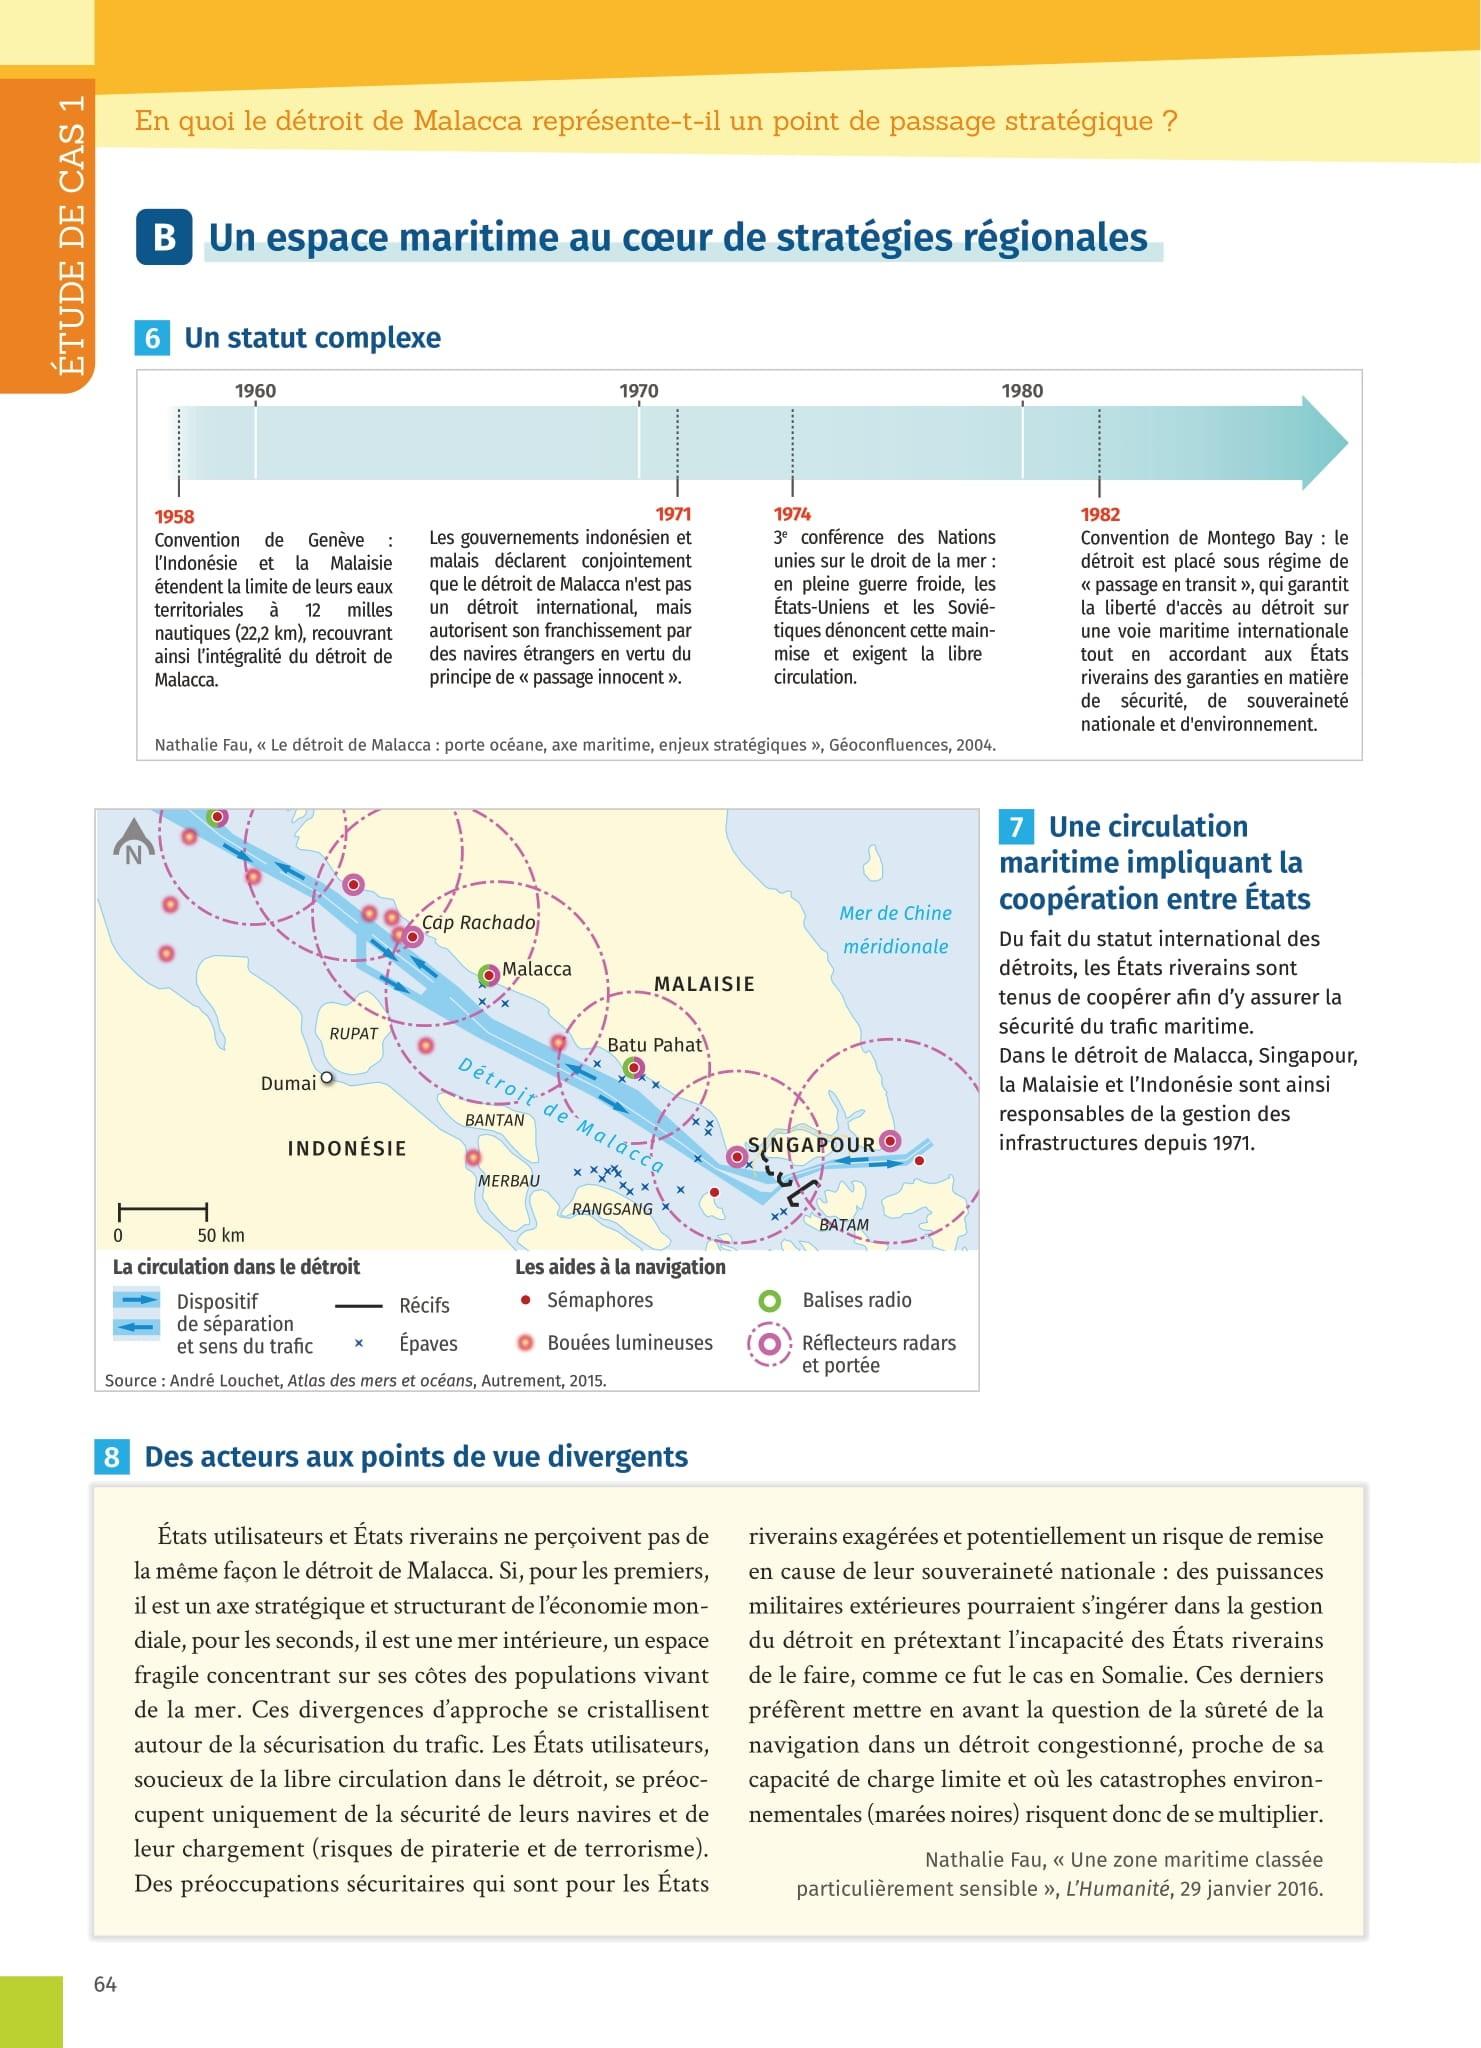 ÉTUDE DE CAS 1
En quoi le détroit de Malacca représente-t-il un point de passage stratégique ?
B Un espace maritime au cœur de stratégies régionales
6 Un statut complexe
1960
1970
1980
1958
Convention de Genève :
l'Indonésie et la Malaisie
étendent la limite de leurs eaux
territoriales à 12 milles
nautiques (22,2 km), recouvrant
ainsi l'intégralité du détroit de
Malacca.
1971
Les gouvernements indonésien et
malais déclarent conjointement
que le détroit de Malacca n'est pas
un détroit international, mais
autorisent son franchissement par
des navires étrangers en vertu du
principe de « passage innocent ».
1974
3e conférence des Nations
unies sur le droit de la mer :
en pleine guerre froide, les
États-Unis et les Sovié-
tiques dénoncent cette main-
mise et exigent la libre
circulation.
1982
Convention de Montego Bay : le
détroit est placé sous régime de
« passage en transit », qui garantit
la liberté d'accès au détroit sur
une voie maritime internationale
tout en accordant aux États
riverains des garanties en matière
de sécurité, de souveraineté
nationale et d'environnement.
Nathalie Fau, « Le détroit de Malacca : porte océane, axe maritime, enjeux stratégiques », Géoconfluences, 2004.
N
Cap Rachado
Malacca
MALAISIE
Mer de Chine
méridionale
RUPAT
Batu Pahat
Dumai
Détroit de Malacca
BANTAN
INDONÉSIE
SINGAPOUR
MERBAU
RANGSANG
BATAM
0 50 km
La circulation dans le détroit
Dispositif
de séparation
et sens du trafic
Récifs
Épaves
Les aides à la navigation
Sémaphores
Bouées lumineuses
Balises radio
Réflecteurs radars
et portée
Source : André Louchet, Atlas des mers et océans, Autrement, 2015.
7 Une circulation
maritime impliquant la
coopération entre États
Du fait du statut international des
détroits, les États riverains sont
tenus de coopérer afin d'y assurer la
sécurité du trafic maritime.
Dans le détroit de Malacca, Singapour,
la Malaisie et l'Indonésie sont ainsi
responsables de la gestion des
infrastructures depuis 1971.
8 Des acteurs aux points de vue divergents
États utilisateurs et États riverains ne perçoivent pas de
la même façon le détroit de Malacca. Si, pour les premiers,
il est un axe stratégique et structurant de l'économie mon-
diale, pour les seconds, il est une mer intérieure, un espace
fragile concentrant sur ses côtes des populations vivant
de la mer. Ces divergences d'approche se cristallisent
autour de la sécurisation du trafic. Les États utilisateurs,
soucieux de la libre circulation dans le détroit, se préoc-
cupent uniquement de la sécurité de leurs navires et de
leur chargement (risques de piraterie et de terrorisme).
Des préoccupations sécuritaires qui sont pour les États
riverains exagérées et potentiellement un risque de remise
en cause de leur souveraineté nationale : des puissances
militaires extérieures pourraient s'ingérer dans la gestion
du détroit en prétextant l'incapacité des États riverains
de le faire, comme ce fut le cas en Somalie. Ces derniers
préfèrent mettre en avant la question de la sûreté de la
navigation dans un détroit congestionné, proche de sa
capacité de charge limite et où les catastrophes environ-
nementales (marées noires) risquent donc de se multiplier.
Nathalie Fau, « Une zone maritime classée
particulièrement sensible », L'Humanité, 29 janvier 2016.
64